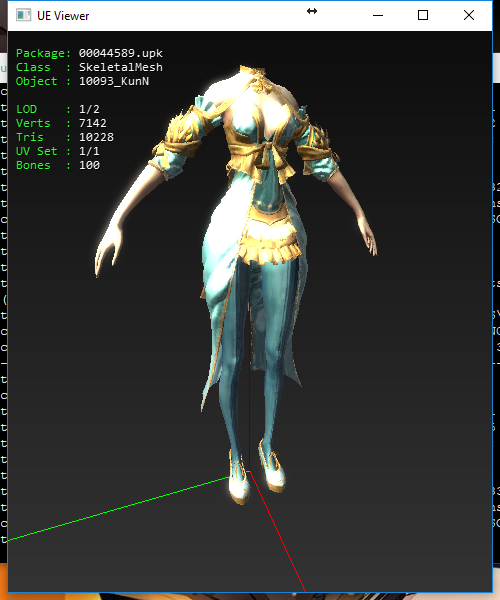 UE Viewer
Package: 00044589.upk
Class : SkeletalMesh
Object : 10093_KunN
LOD : 1/2
Verts : 7142
Tris : 10228
UV Set : 1/1
Bones : 100